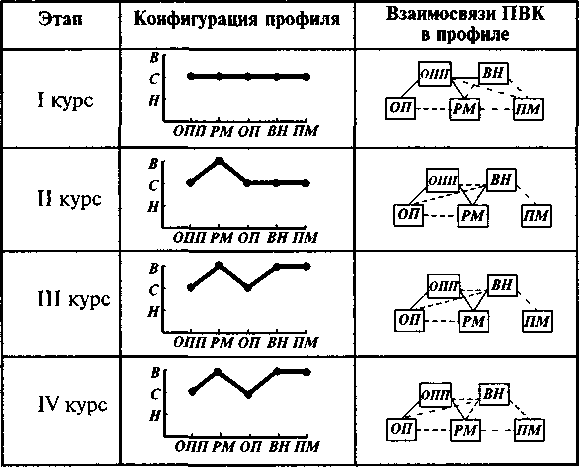 Этап
Конфигурация профиля
Взаимосвязи ПВК
в профиле
I курс
В
С
Н
ОПП РМ ОП ВН ПМ
ОПП
ВН
ОП
РМ
ПМ
II курс
В
С
Н
ОПП РМ ОП ВН ПМ
ОПП
ВН
ОП
РМ
ПМ
III курс
В
С
Н
ОПП РМ ОП ВН ПМ
ОПП
ВН
ОП
РМ
ПМ
IV курс
В
С
Н
ОПП РМ ОП ВН ПМ
ОПП
ВН
ОП
РМ
ПМ